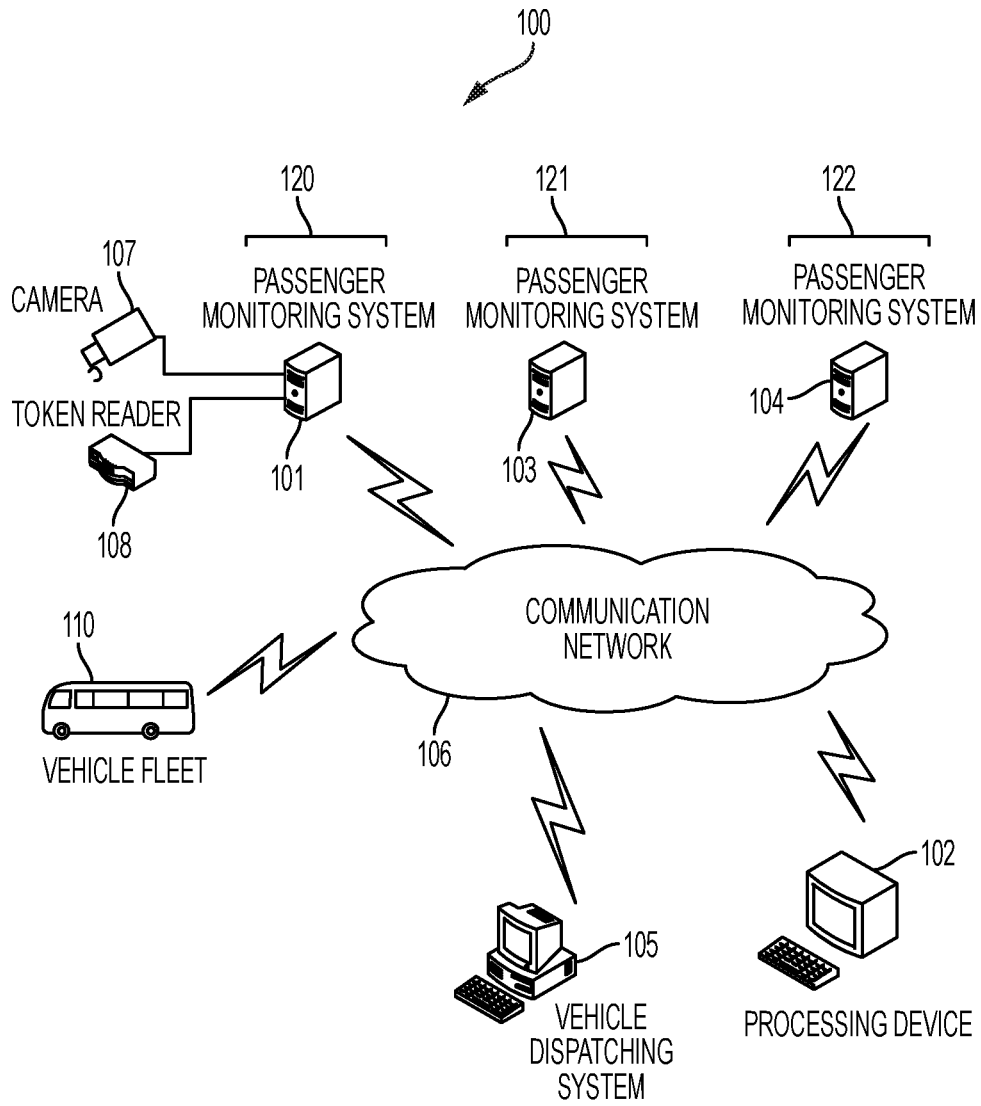 100
120
121
122
107
CAMERA
PASSENGER
MONITORING SYSTEM
PASSENGER
MONITORING SYSTEM
PASSENGER
MONITORING SYSTEM
TOKEN READER
101
103
104
108
COMMUNICATION
NETWORK
110
106
VEHICLE FLEET
102
105
VEHICLE
DISPATCHING
SYSTEM
PROCESSING DEVICE